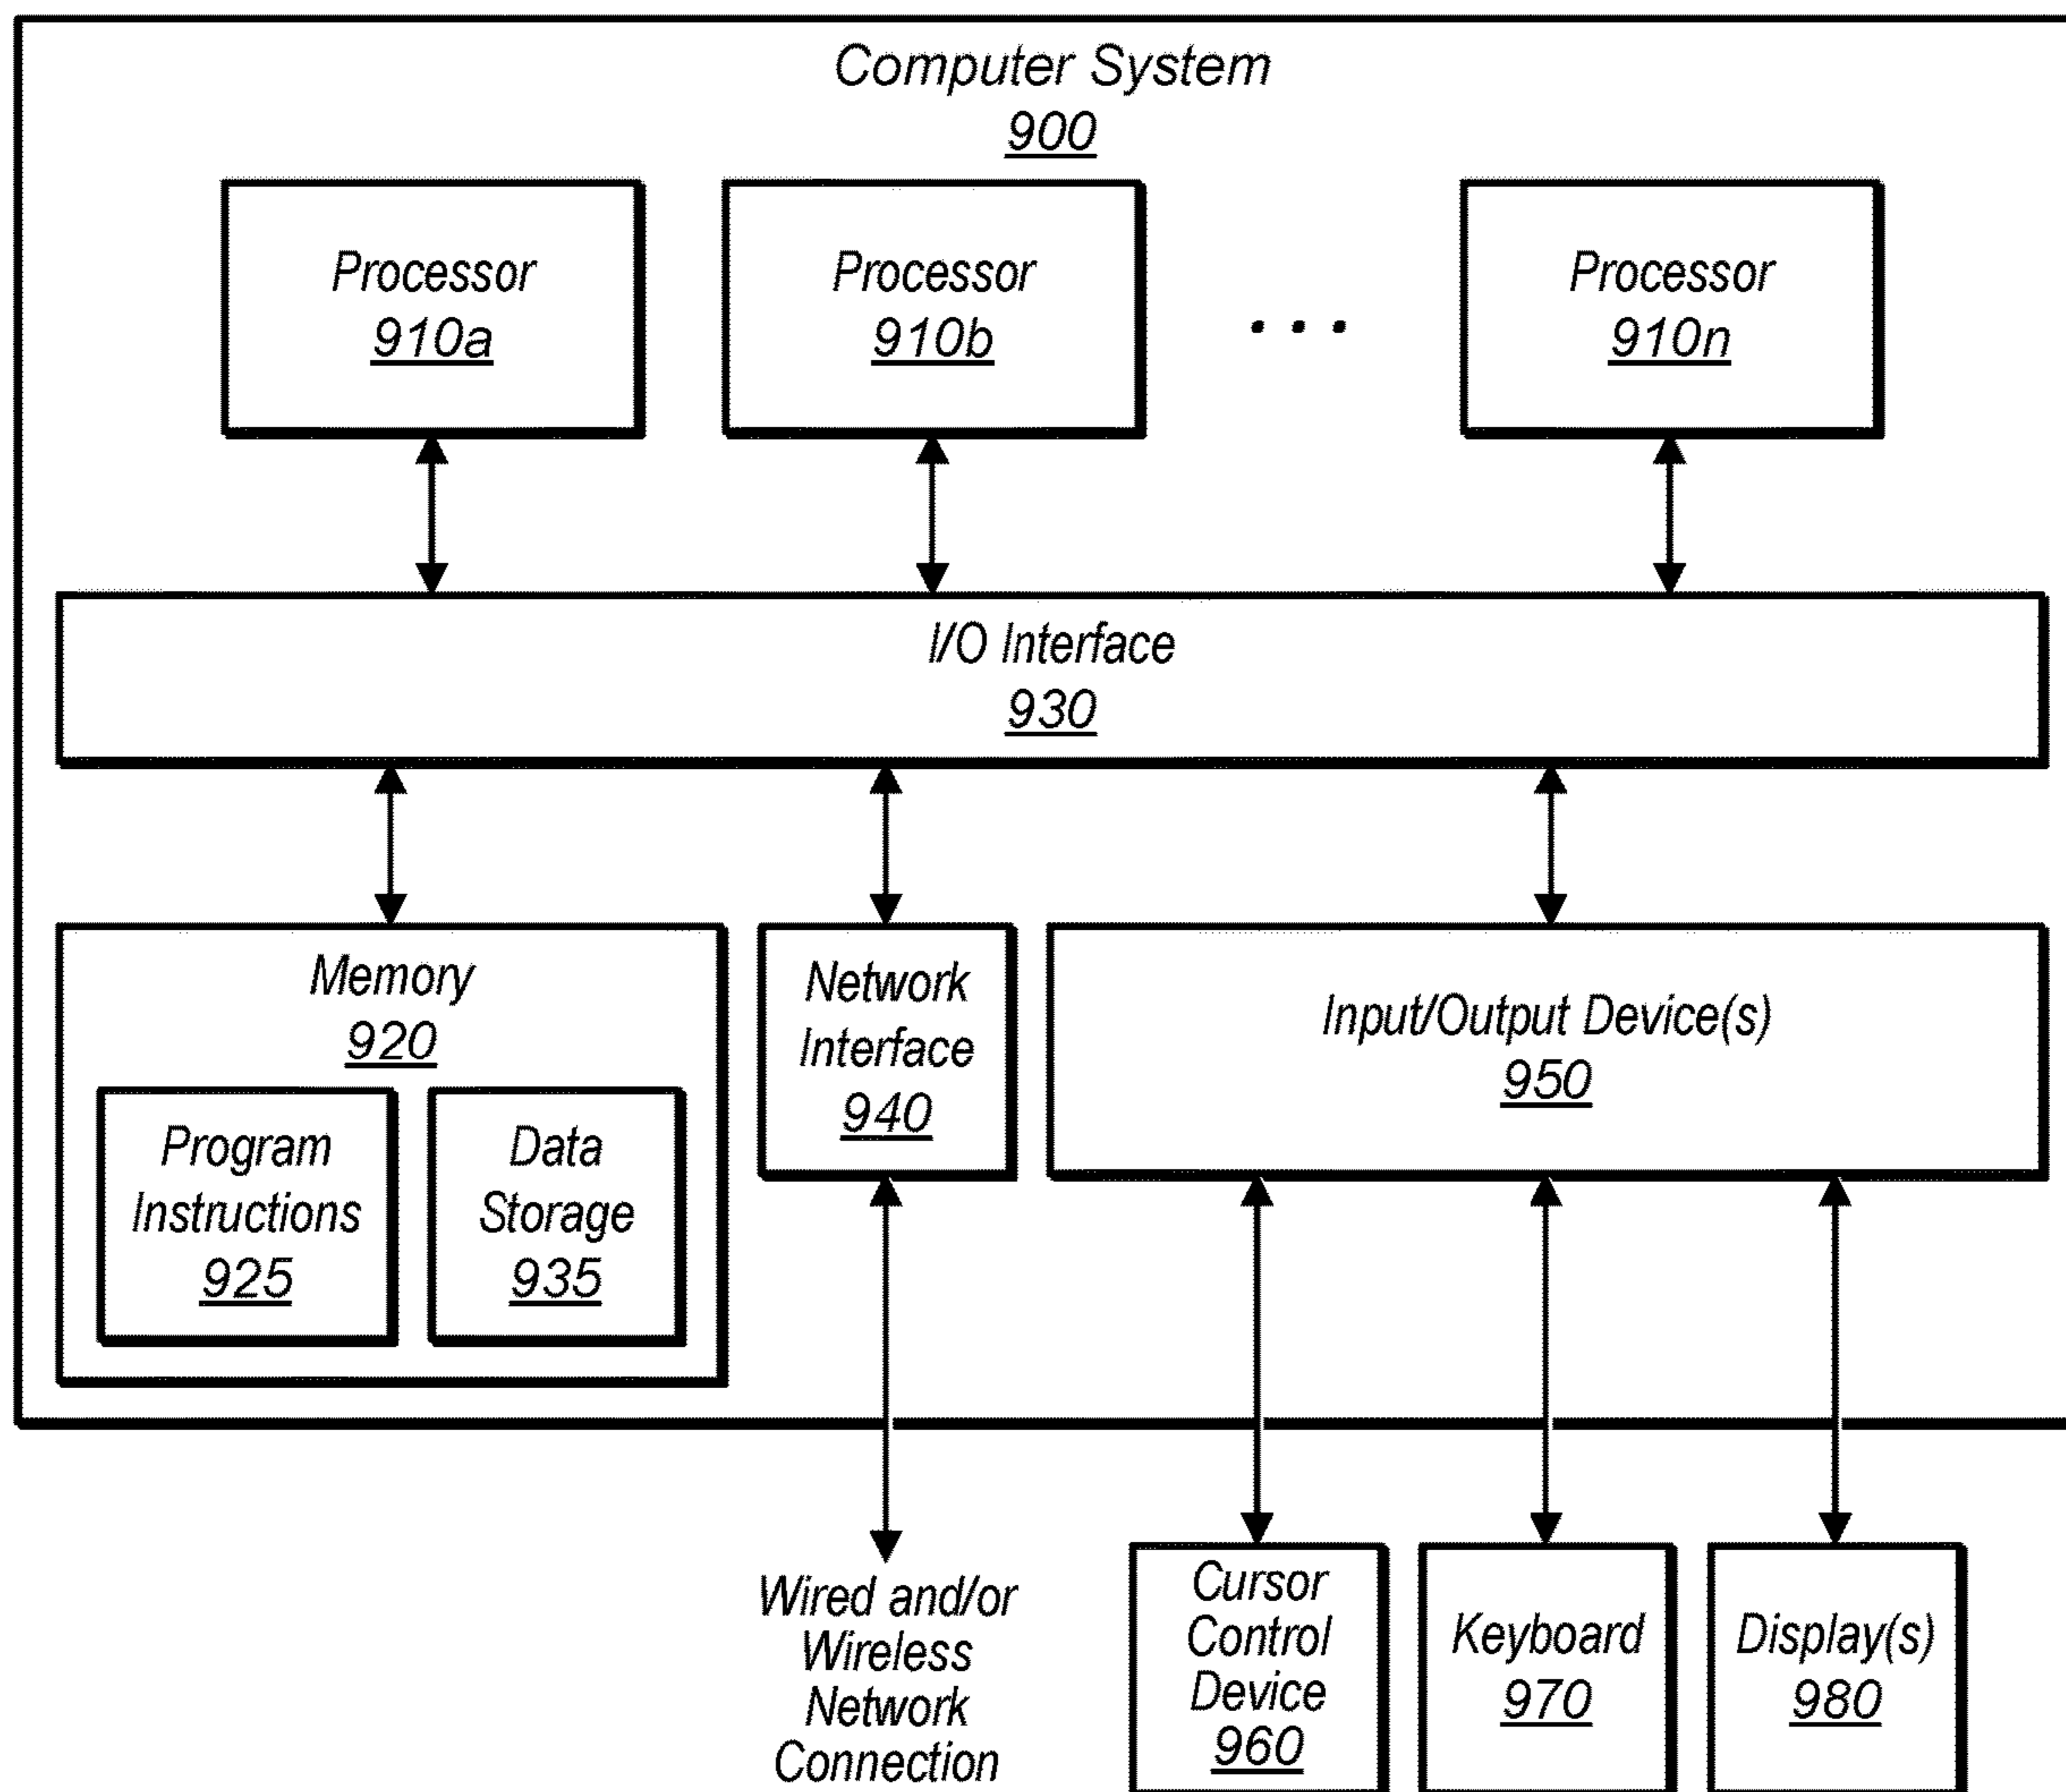 Computer System
900
Processor
910a
Processor
910b
...
Processor
910n
I/O Interface
930
Memory
920
Program
Instructions
925
Data
Storage
935
Network
Interface
940
Input/Output Device(s)
950
Wired and/or
Wireless
Network
Connection
Cursor
Control
Device
960
Keyboard
970
Display(s)
980